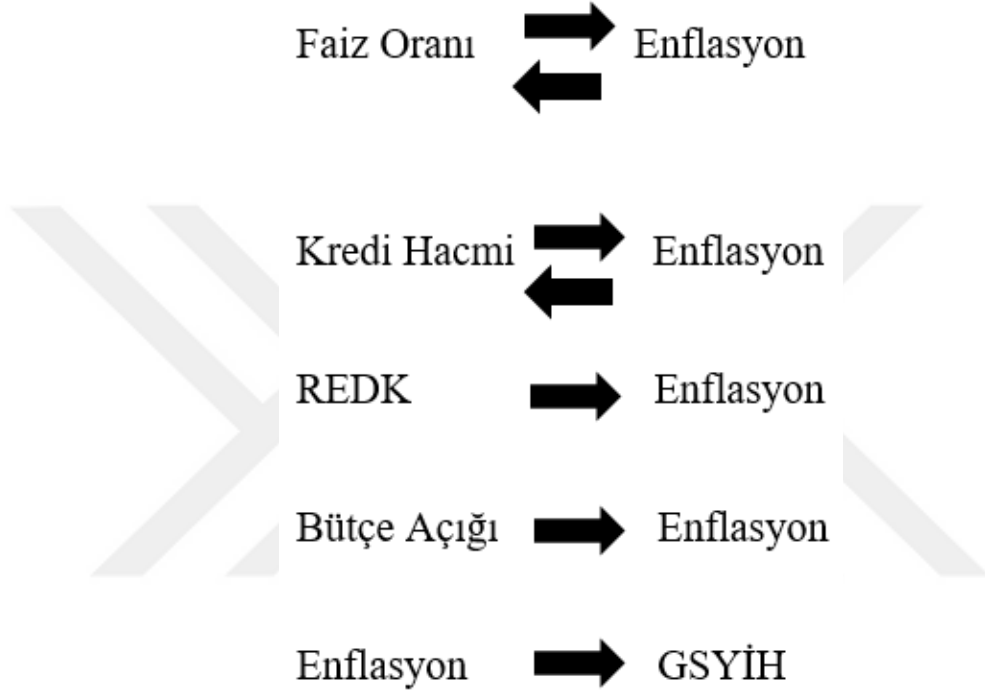 Faiz Oranı Enflasyon
Kredi Hacmi Enflasyon
REDK Enflasyon
Bütçe Açığı Enflasyon
Enflasyon GSYİH